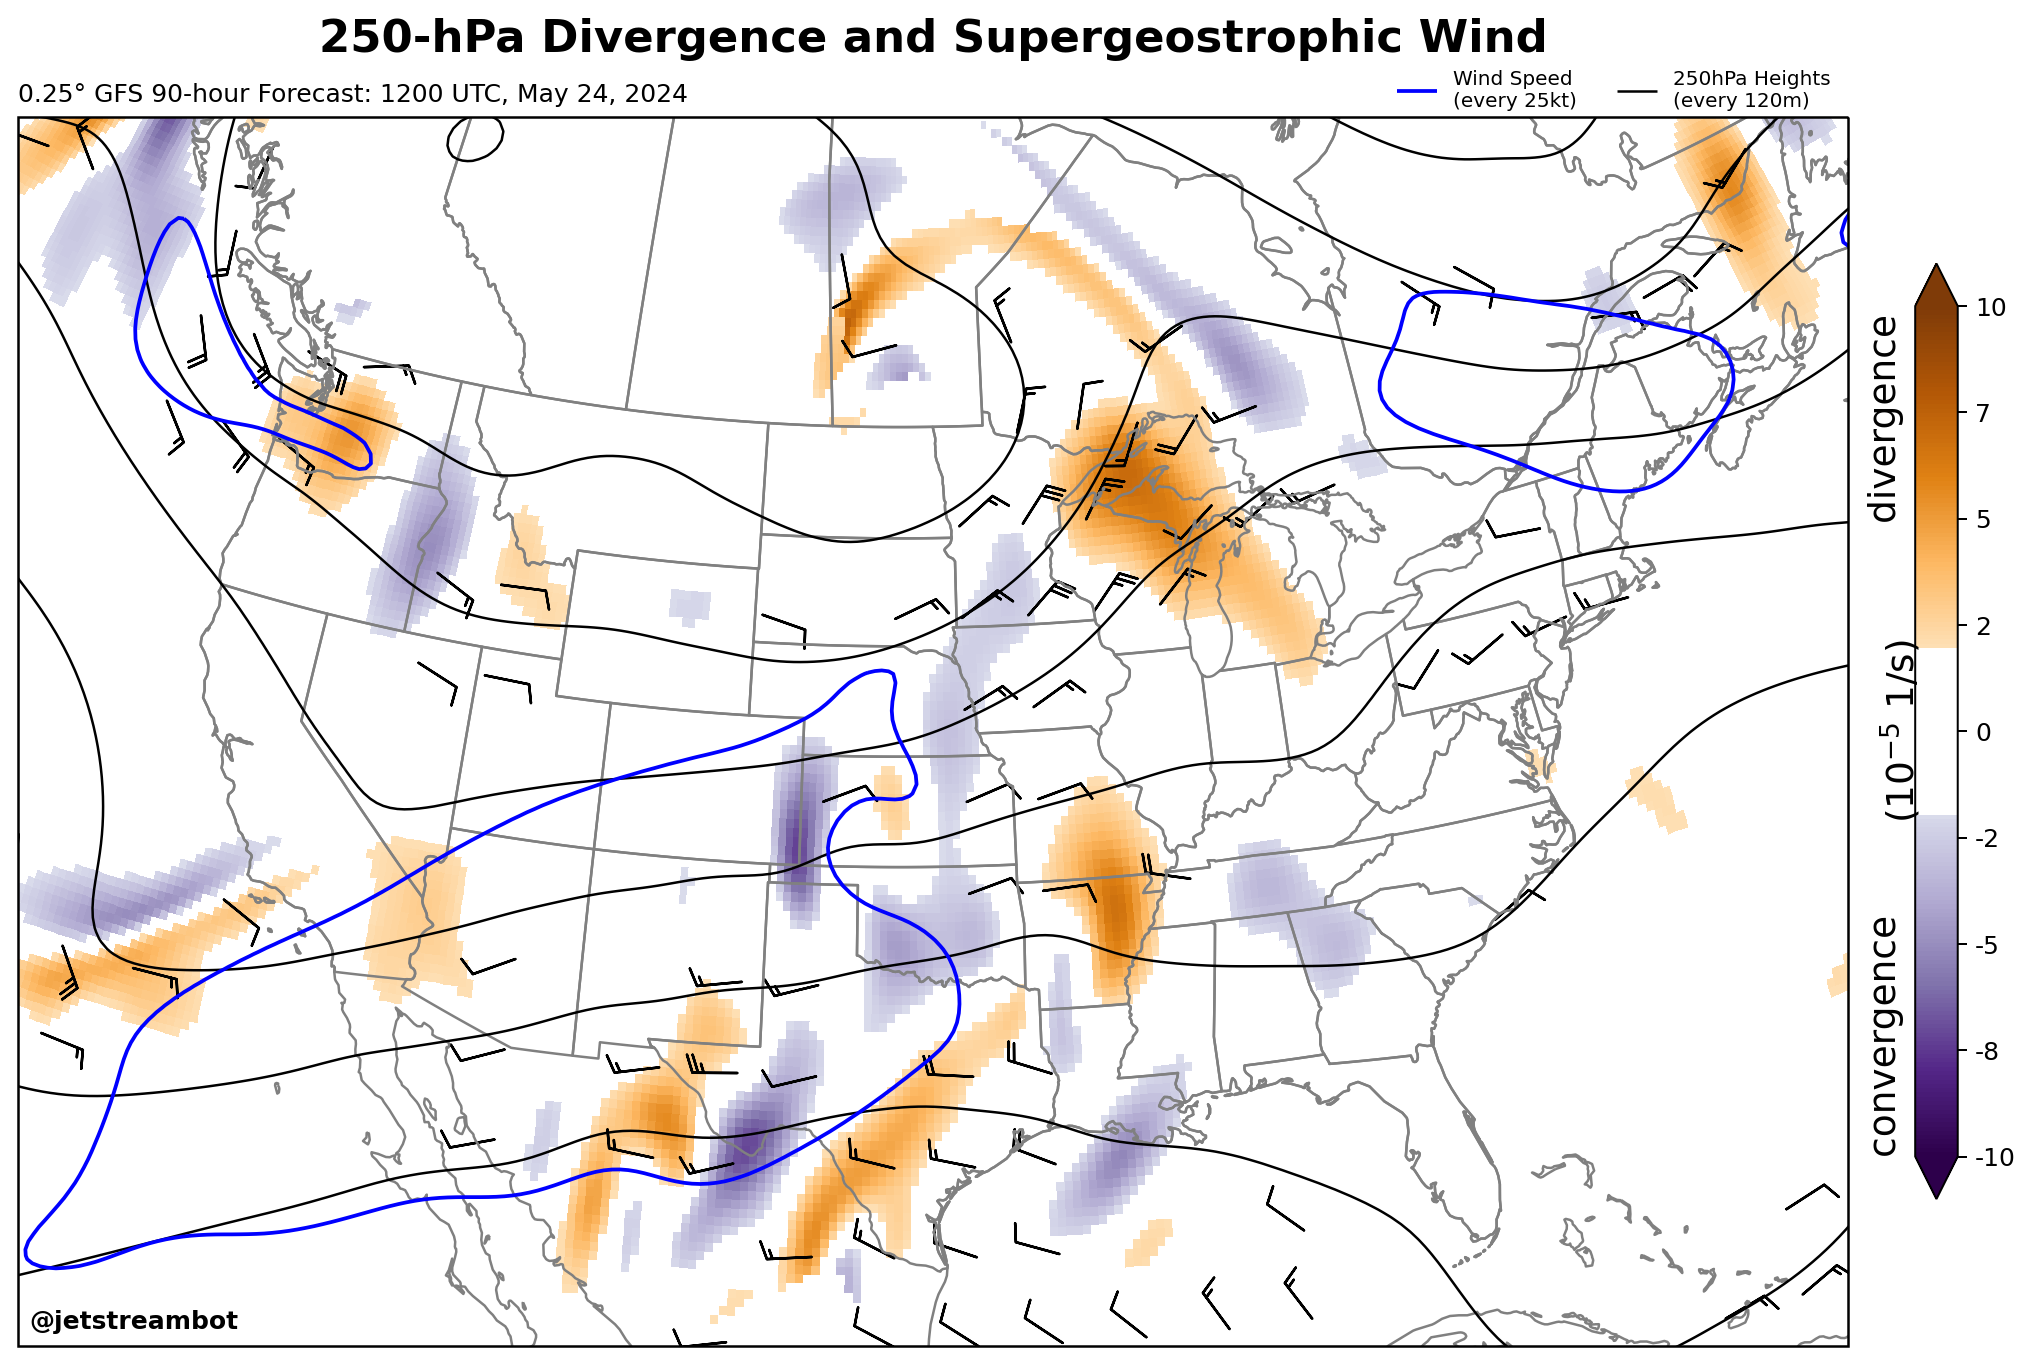 250-hPa Divergence and Supergeostrophic Wind
0.25° GFS 90-hour Forecast: 1200 UTC, May 24, 2024
Wind Speed
(every 25kt)
250hPa Heights
(every 120m)
10
7
5
2
0
-2
-5
-8
-10
convergence (10⁻⁵ 1/s) divergence
@jetstreambot